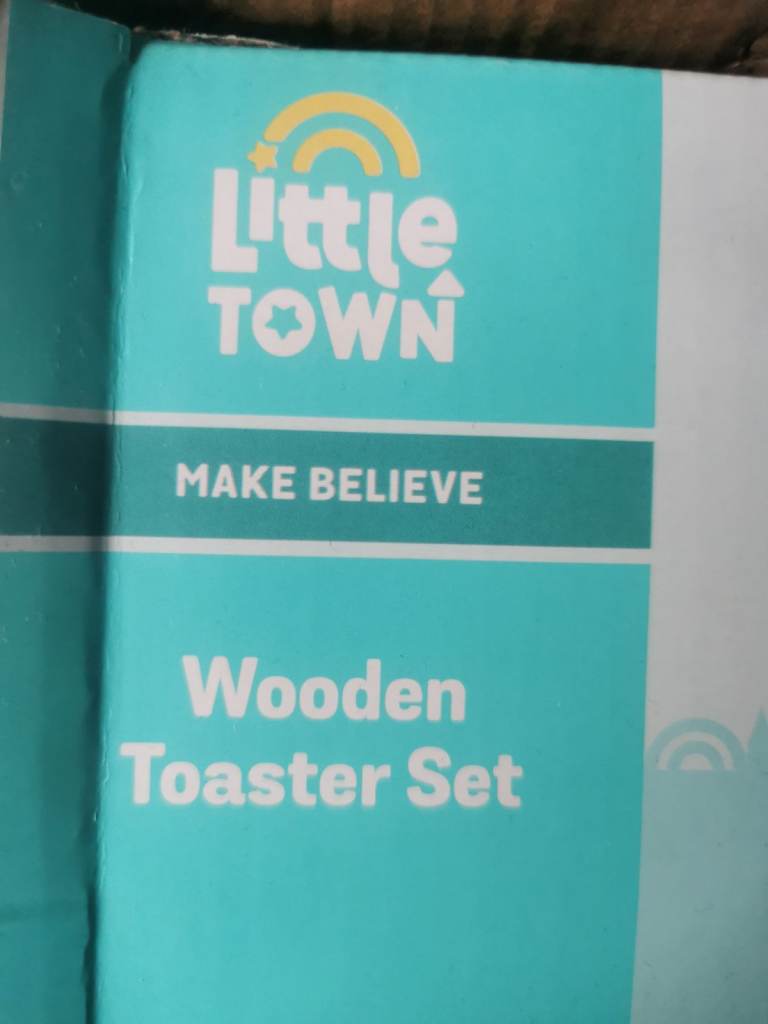 Little
TOWN
MAKE BELIEVE
Wooden
Toaster Set